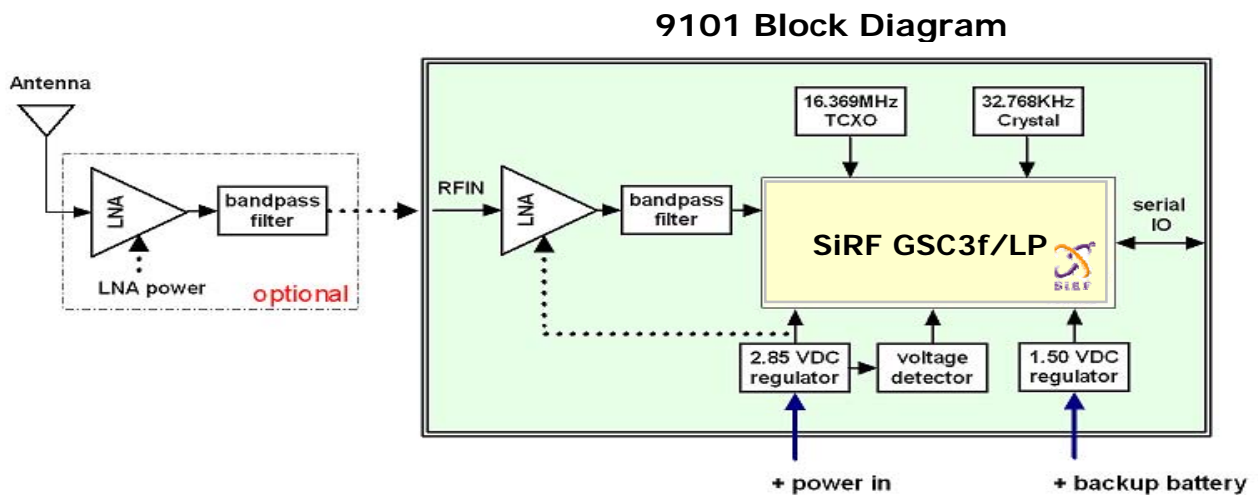 9101 Block Diagram
Antenna
LNA
bandpass
filter
LNA power
optional
RFIN
LNA
bandpass
filter
16.369MHz
TCXO
32.768KHz
Crystal
SiRF GSC3f/LP
SiRF
serial
IO
2.85 VDC
regulator
voltage
detector
1.50 VDC
regulator
+ power in
+ backup battery